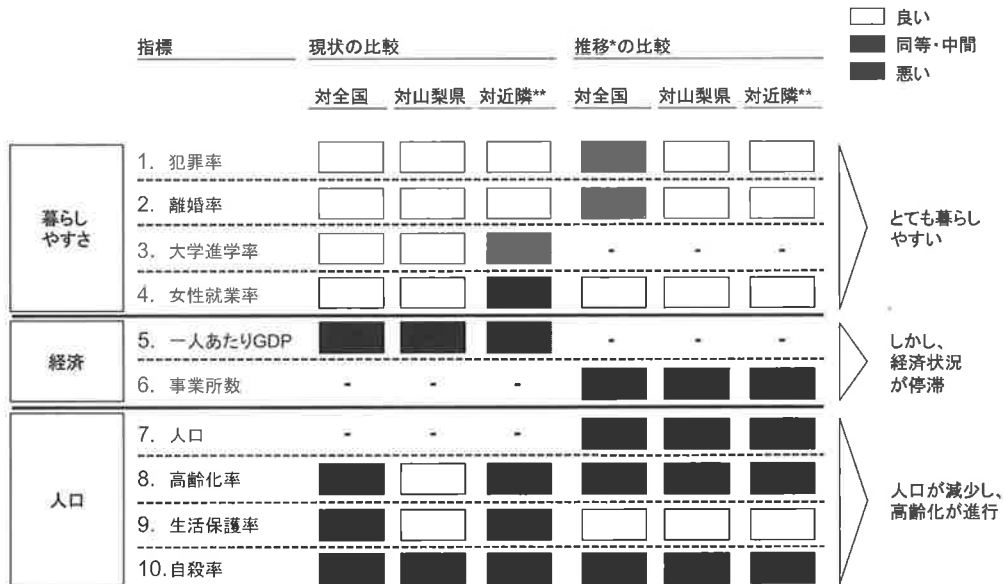 良い
同等・中間
悪い
指標
現状の比較
推移*の比較
対全国 対山梨県 対近隣** 対全国 対山梨県 対近隣**
暮らし
やすさ
1. 犯罪率
2. 離婚率
3. 大学進学率 - - -
4. 女性就業率
とても暮らし
やすい
経済
5. 一人あたりGDP - - -
6. 事業所数 - - -
しかし、
経済状況
が停滞
人口
7. 人口 - - -
8. 高齢化率
9. 生活保護率
10.自殺率
人口が減少し、
高齢化が進行